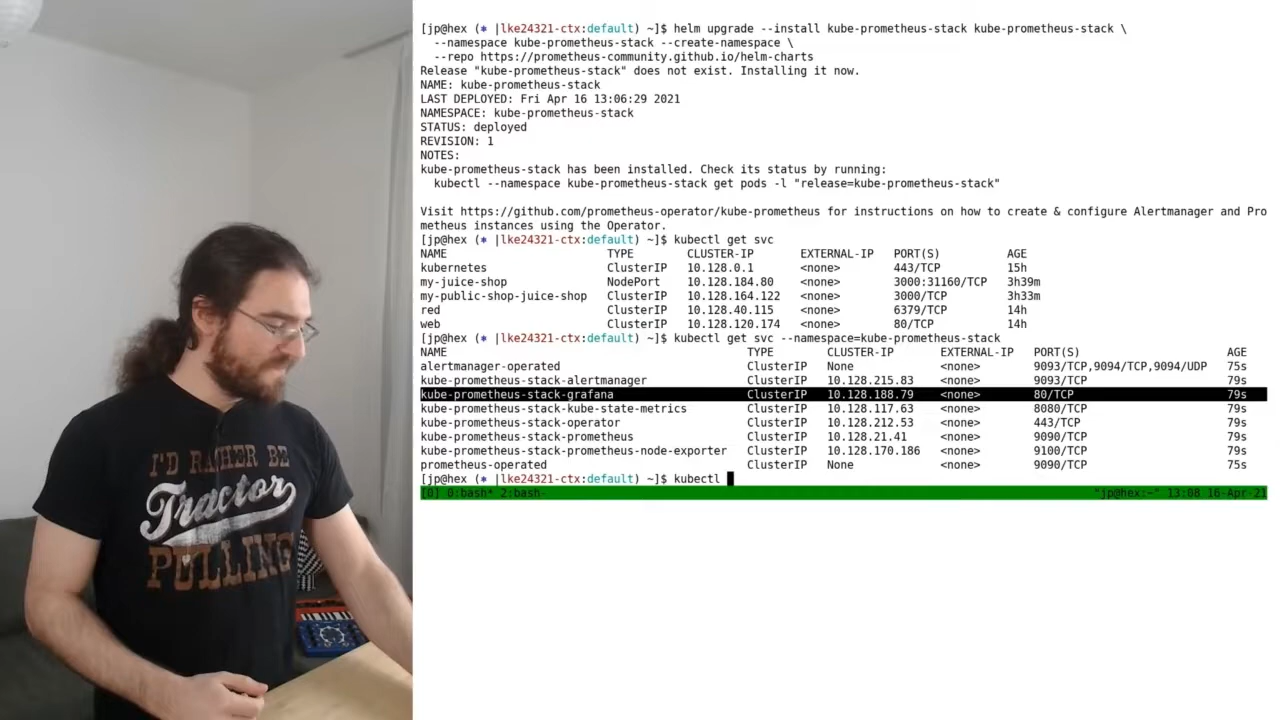 [jp@hex (✱ |lke24321-ctx:default) ~]$ helm upgrade --install kube-prometheus-stack kube-prometheus-stack \
--namespace kube-prometheus-stack --create-namespace \
--repo https://prometheus-community.github.io/helm-charts
Release "kube-prometheus-stack" does not exist. Installing it now.
NAME: kube-prometheus-stack
LAST DEPLOYED: Fri Apr 16 13:06:29 2021
NAMESPACE: kube-prometheus-stack
STATUS: deployed
REVISION: 1
NOTES:
kube-prometheus-stack has been installed. Check its status by running:
kubectl --namespace kube-prometheus-stack get pods -l "release=kube-prometheus-stack"
Visit https://github.com/prometheus-operator/kube-prometheus for instructions on how to create & configure Alertmanager and Pro
metheus instances using the Operator.
[jp@hex (✱ |lke24321-ctx:default) ~]$ kubectl get svc
NAME TYPE CLUSTER-IP EXTERNAL-IP PORT(S) AGE
kubernetes ClusterIP 10.128.0.1 <none> 443/TCP 15h
my-juice-shop NodePort 10.128.184.80 <none> 3000:31160/TCP 3h39m
my-public-shop-juice-shop ClusterIP 10.128.164.122 <none> 3000/TCP 3h33m
red ClusterIP 10.128.40.115 <none> 6379/TCP 14h
web ClusterIP 10.128.120.174 <none> 80/TCP 14h
[jp@hex (✱ |lke24321-ctx:default) ~]$ kubectl get svc --namespace=kube-prometheus-stack
NAME TYPE CLUSTER-IP EXTERNAL-IP PORT(S) AGE
alertmanager-operated ClusterIP None <none> 9093/TCP,9094/TCP,9094/UDP 75s
kube-prometheus-stack-alertmanager ClusterIP 10.128.215.83 <none> 9093/TCP 79s
kube-prometheus-stack-grafana ClusterIP 10.128.188.79 <none> 80/TCP 79s
kube-prometheus-stack-kube-state-metrics ClusterIP 10.128.117.63 <none> 8080/TCP 79s
kube-prometheus-stack-operator ClusterIP 10.128.212.53 <none> 443/TCP 79s
kube-prometheus-stack-prometheus ClusterIP 10.128.21.41 <none> 9090/TCP 79s
kube-prometheus-stack-prometheus-node-exporter ClusterIP 10.128.170.186 <none> 9100/TCP 79s
prometheus-operated ClusterIP None <none> 9090/TCP 75s
[jp@hex (✱ |lke24321-ctx:default) ~]$ kubectl
[0] 0:bash* 2:bash- "jp@hex:~" 13:08 16-Apr-21
I'D RATHER BE
Tractor
PULLING